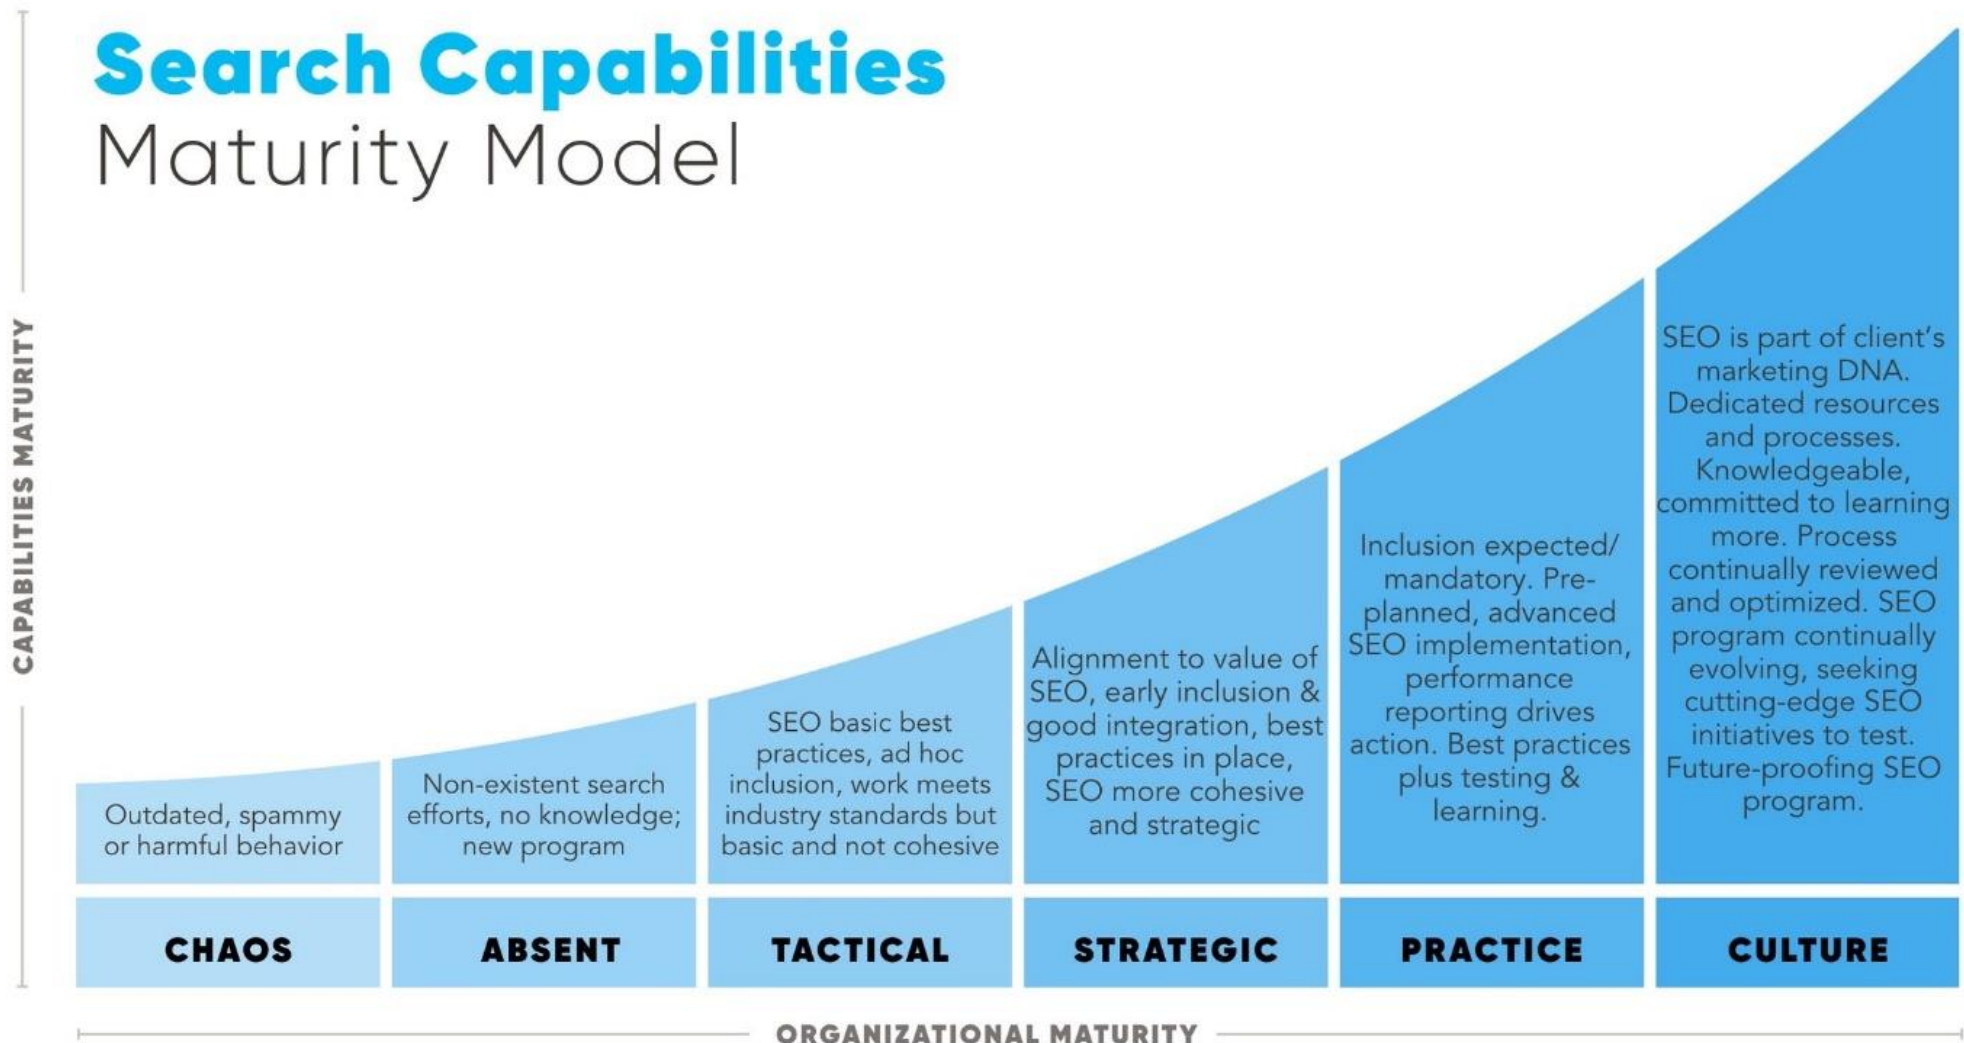 Search Capabilities
Maturity Model
CAPABILITIES MATURITY
Outdated, spammy
or harmful behavior
CHAOS
Non-existent search
efforts, no knowledge;
new program
ABSENT
SEO basic best
practices, ad hoc
inclusion, work meets
industry standards but
basic and not cohesive
TACTICAL
Alignment to value of
SEO, early inclusion &
good integration, best
practices in place,
SEO more cohesive
and strategic
STRATEGIC
Inclusion expected/
mandatory. Pre-
planned, advanced
SEO implementation,
performance
reporting drives
action. Best practices
plus testing &
learning.
PRACTICE
SEO is part of client's
marketing DNA.
Dedicated resources
and processes.
Knowledgeable,
committed to learning
more. Process
continually reviewed
and optimized. SEO
program continually
evolving, seeking
cutting-edge SEO
initiatives to test.
Future-proofing SEO
program.
CULTURE
ORGANIZATIONAL MATURITY